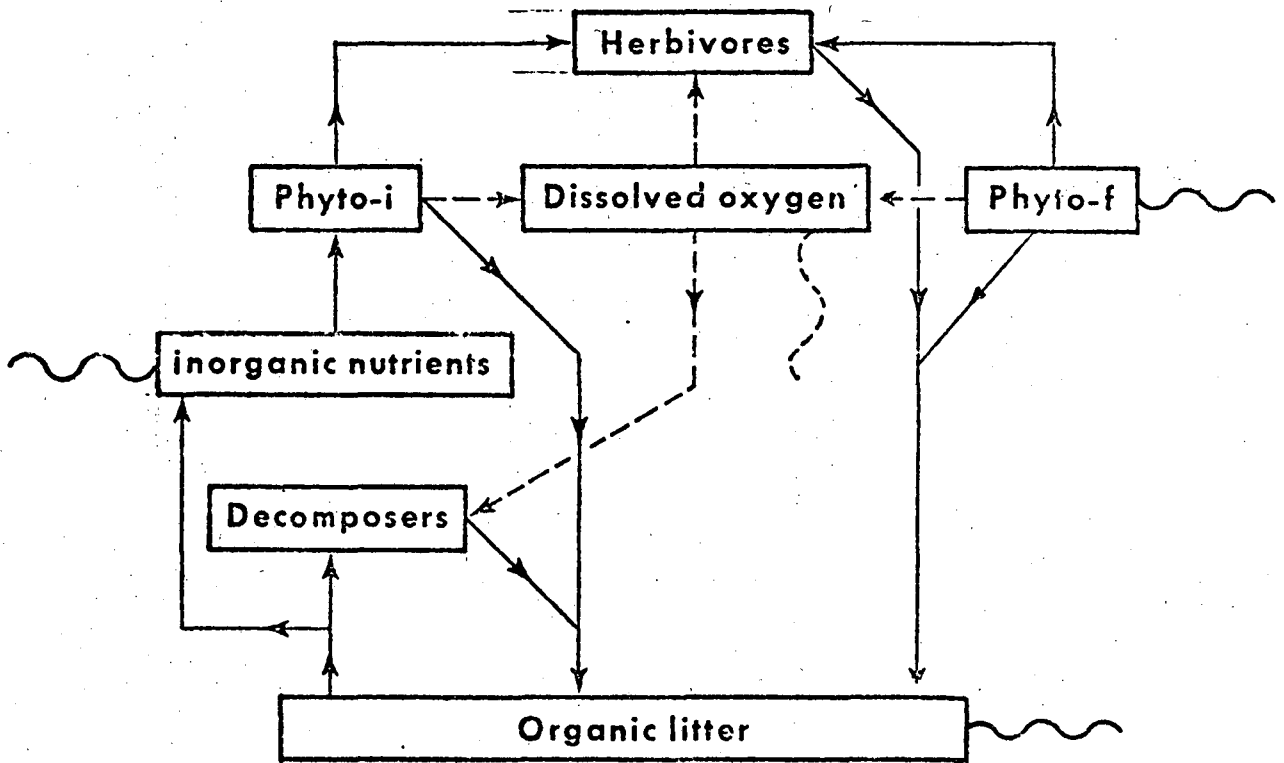 Herbivores
Phyto-i
Dissolved oxygen
Phyto-f
inorganic nutrients
Decomposers
Organic litter